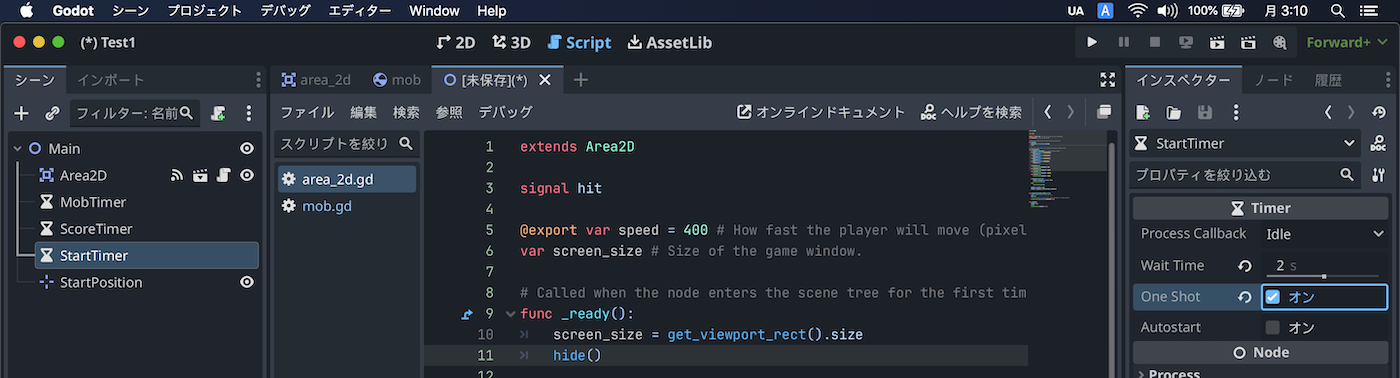 Godot シーン プロジェクト デバッグ エディター Window Help UA A 100% 月 3:10
(*) Test1 2D 3D Script AssetLib Forward+
シーン インポート area_2d mob [未保存](*) インスペクター ノード 履歴
フィルター: 名前 ファイル 編集 検索 参照 デバッグ オンラインドキュメント ヘルプを検索
Main スクリプトを絞り StartTimer
Area2D area_2d.gd プロパティを絞り込む
MobTimer mob.gd Timer
ScoreTimer Process Callback Idle
StartTimer Wait Time 2 s
StartPosition One Shot オン
Autostart オン
Node
Process
1 extends Area2D
2
3 signal hit
4
5 @export var speed = 400 # How fast the player will move (pixel
6 var screen_size # Size of the game window.
7
8 # Called when the node enters the scene tree for the first tim
9 func _ready():
10 screen_size = get_viewport_rect().size
11 hide()
12